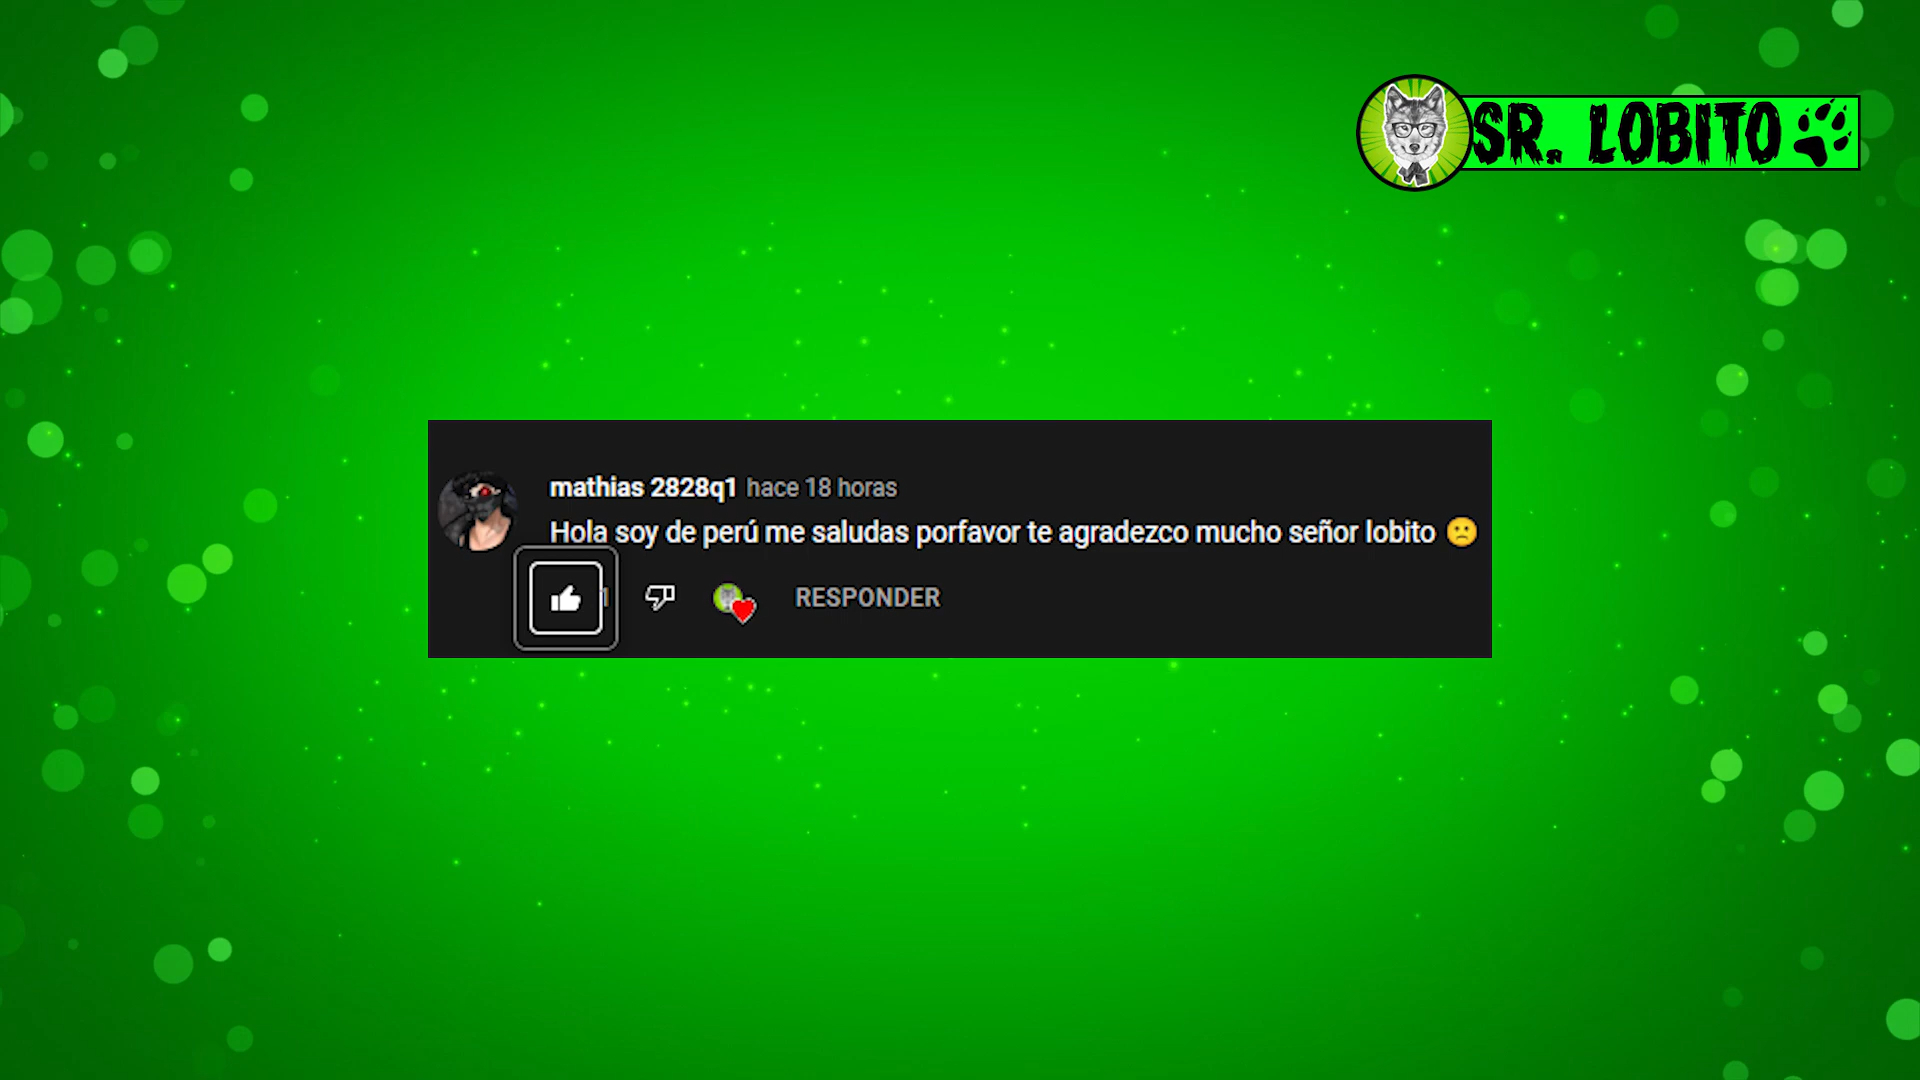 SR. LOBITO
mathias 2828q1 hace 18 horas
Hola soy de perú me saludas porfavor te agradezco mucho señor lobito 🙁
1
RESPONDER